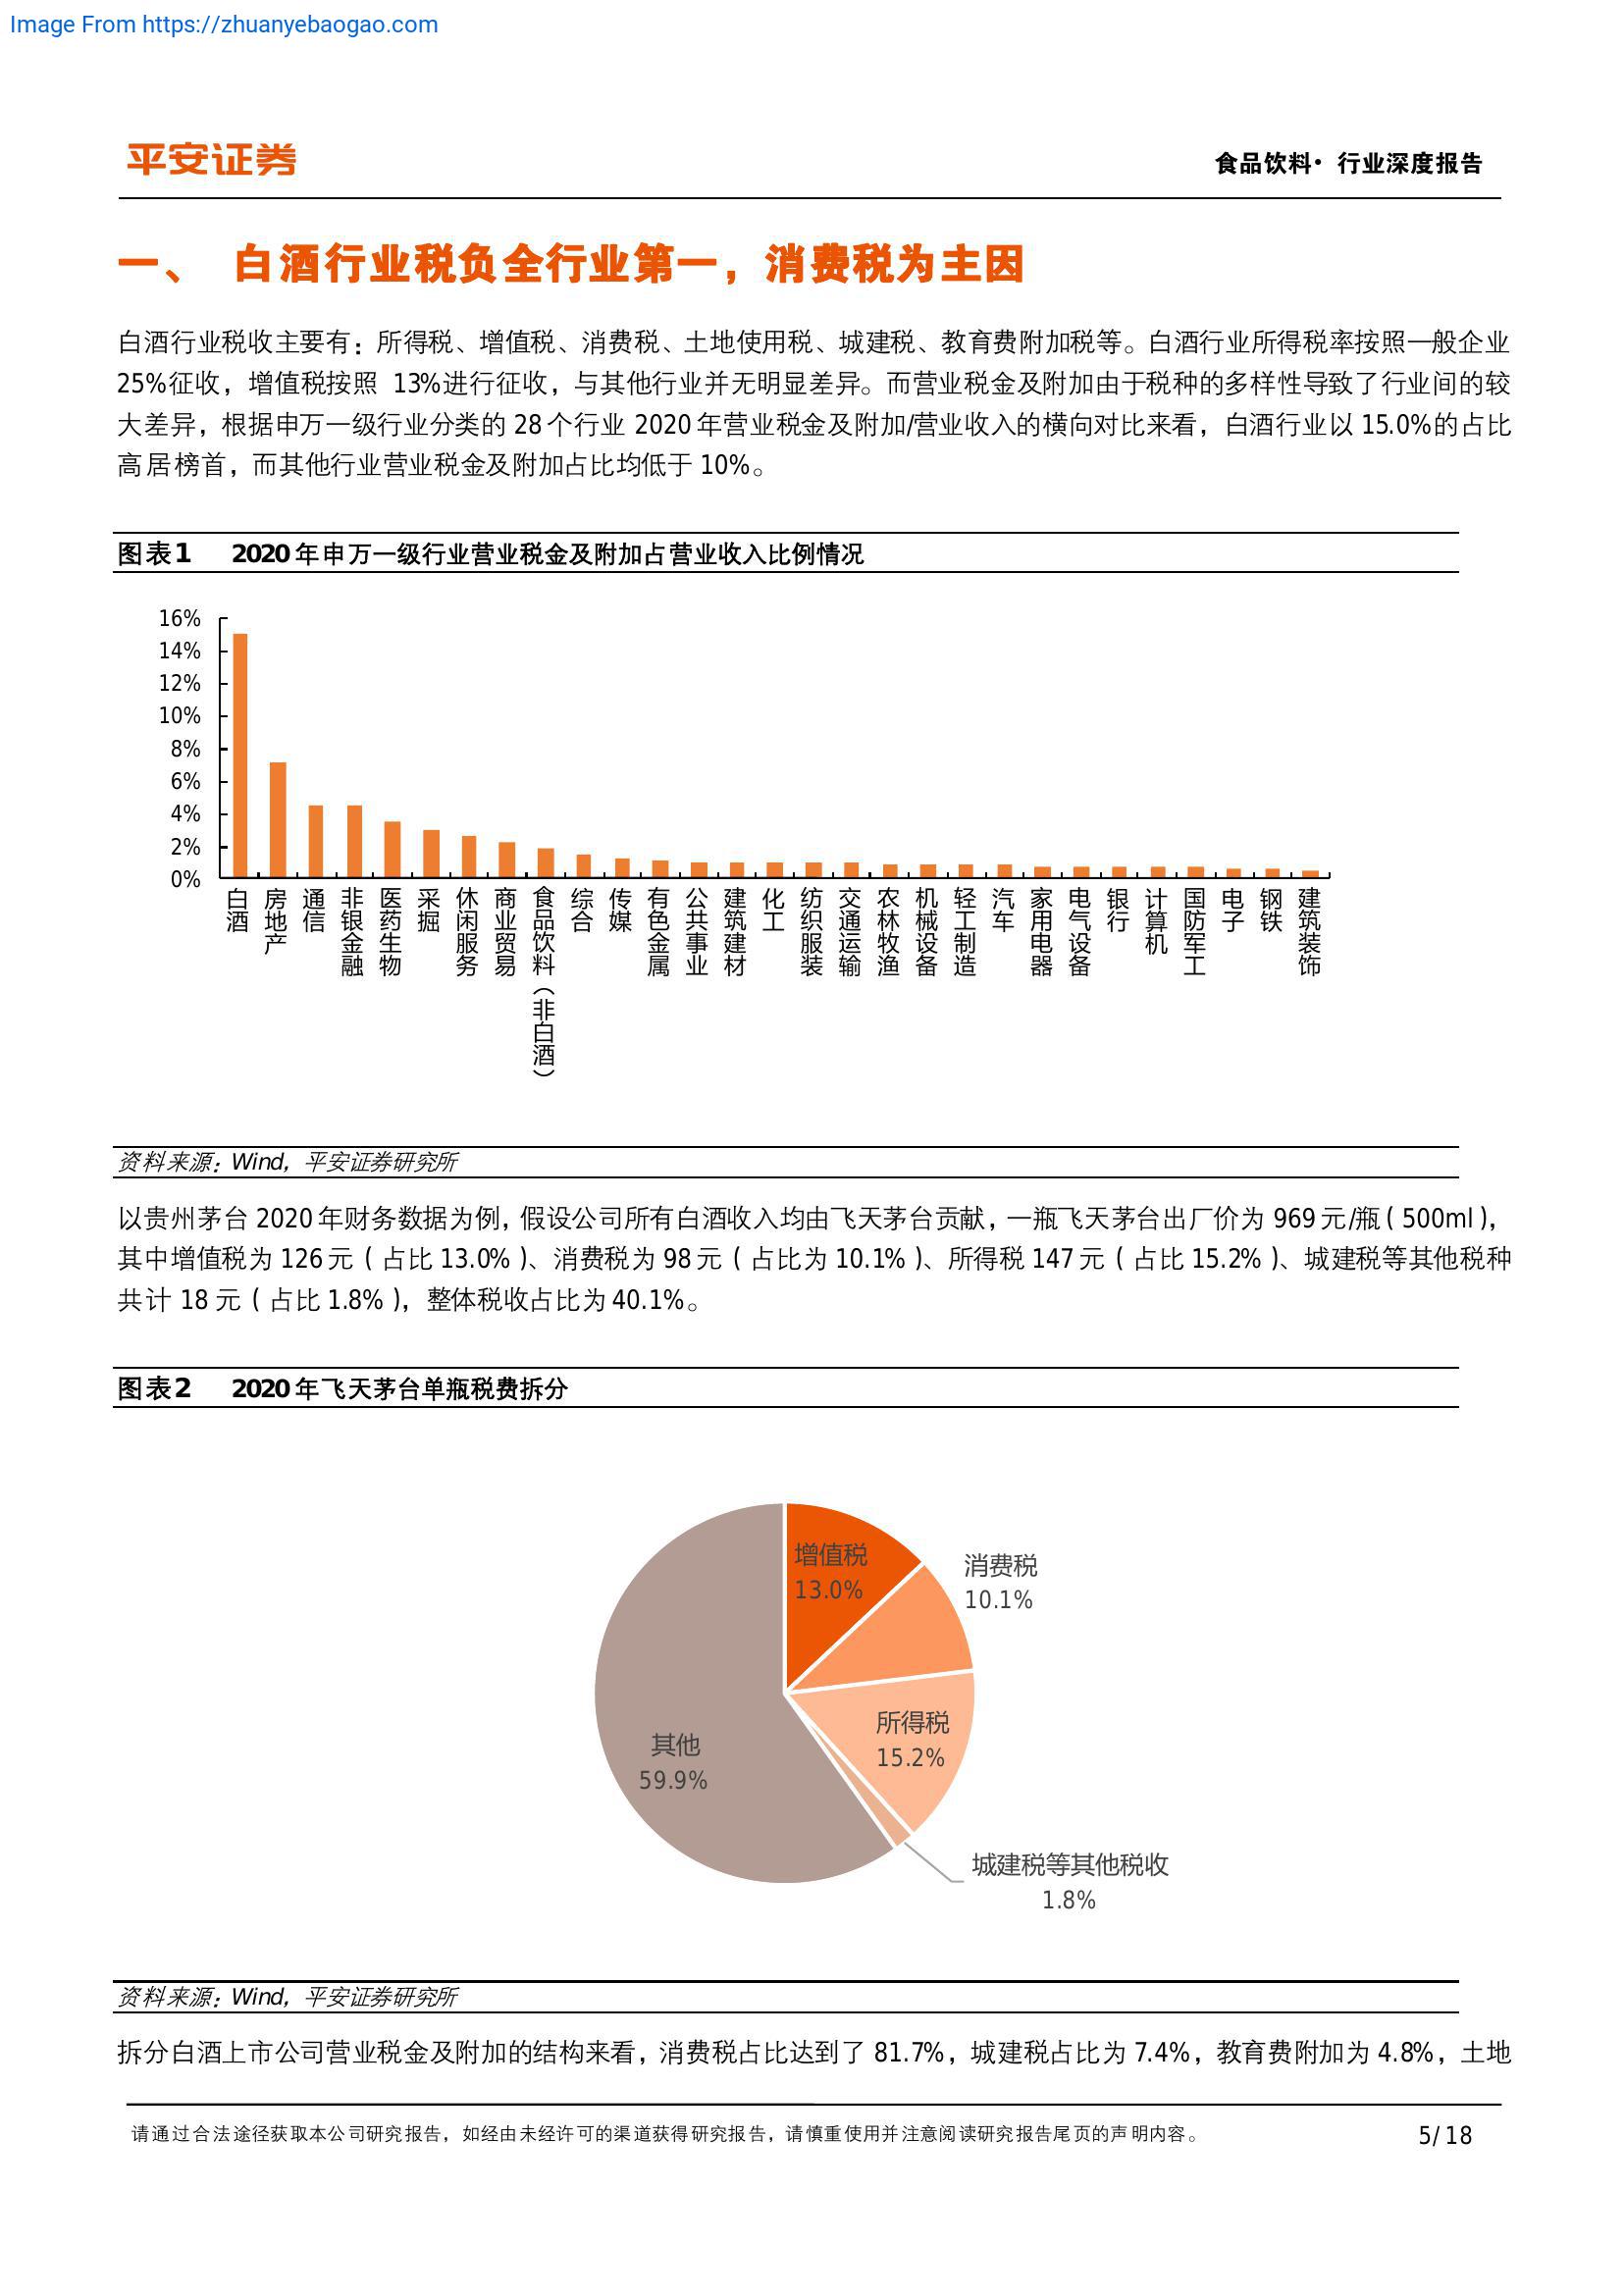 Image From https://zhuanyebaogao.com
平安证券
食品饮料· 行业深度报告
一、 白酒行业税负全行业第一，消费税为主因
白酒行业税收主要有：所得税、增值税、消费税、土地使用税、城建税、教育费附加税等。白酒行业所得税率按照一般企业
25%征收，增值税按照 13%进行征收，与其他行业并无明显差异。而营业税金及附加由于税种的多样性导致了行业间的较
大差异，根据申万一级行业分类的 28 个行业 2020 年营业税金及附加/营业收入的横向对比来看，白酒行业以 15.0%的占比
高居榜首，而其他行业营业税金及附加占比均低于 10%。
图表1 2020 年申万一级行业营业税金及附加占营业收入比例情况
16%
14%
12%
10%
8%
6%
4%
2%
0%
白酒
房地产
通信
非银金融
医药生物
采掘
休闲服务
商业贸易
食品饮料（非白酒）
综合
传媒
有色金属
公共事业
建筑建材
化工
纺织服装
交通运输
农林牧渔
机械设备
轻工制造
汽车
家用电器
电气设备
银行
计算机
国防军工
电子
钢铁
建筑装饰
资料来源：Wind，平安证券研究所
以贵州茅台 2020 年财务数据为例，假设公司所有白酒收入均由飞天茅台贡献，一瓶飞天茅台出厂价为 969 元/瓶（500ml），
其中增值税为 126 元（占比 13.0%）、消费税为 98 元（占比为 10.1%）、所得税 147 元（占比 15.2%）、城建税等其他税种
共计 18 元（占比 1.8%），整体税收占比为 40.1%。
图表2 2020 年飞天茅台单瓶税费拆分
增值税
13.0%
消费税
10.1%
所得税
15.2%
其他
59.9%
城建税等其他税收
1.8%
资料来源：Wind，平安证券研究所
拆分白酒上市公司营业税金及附加的结构来看，消费税占比达到了 81.7%，城建税占比为 7.4%，教育费附加为 4.8%，土地
请通过合法途径获取本公司研究报告，如经由未经许可的渠道获得研究报告，请慎重使用并注意阅读研究报告尾页的声明内容。
5/ 18